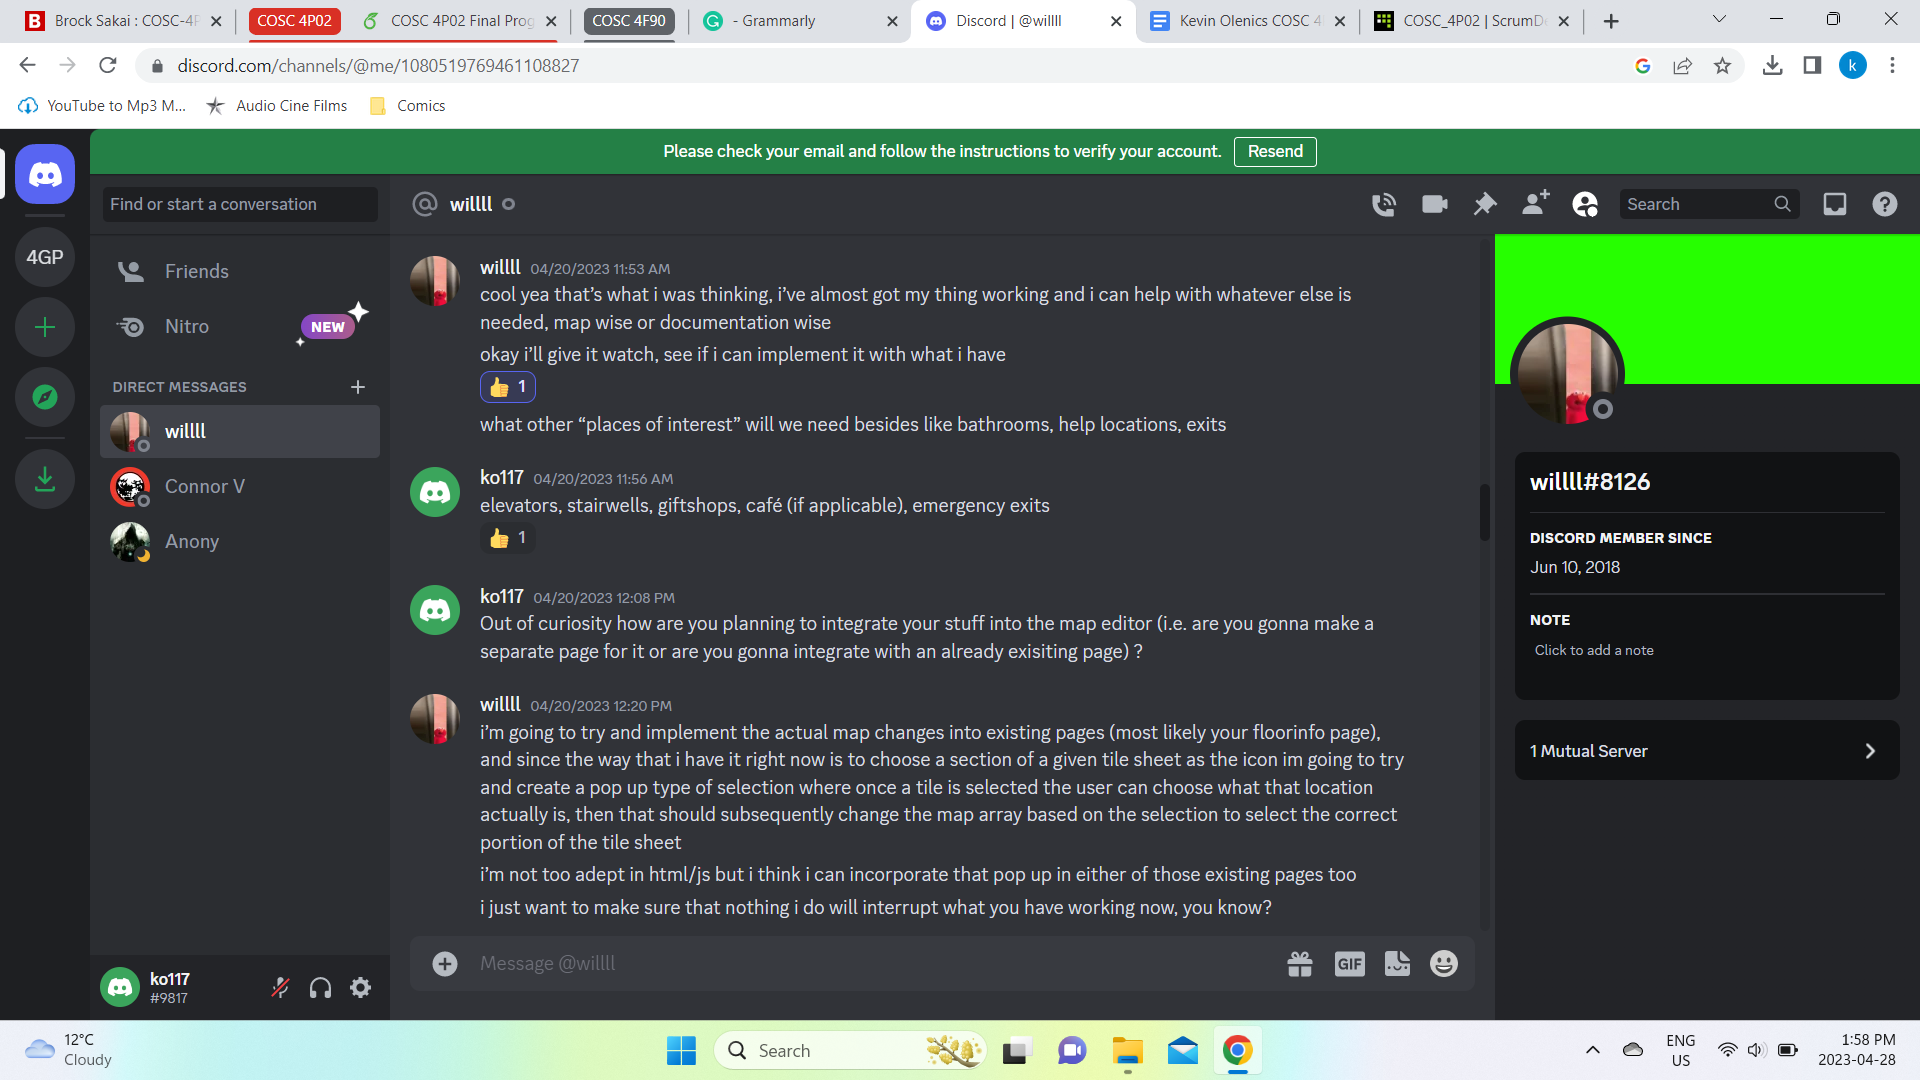 Brock Sakai : COSC-4P
COSC 4P02
COSC 4P02 Final Prog
COSC 4F90
- Grammarly
Discord | @willll
Kevin Olenics COSC 4
COSC_4P02 | ScrumDe
discord.com/channels/@me/1080519769461108827
k
YouTube to Mp3 M...
Audio Cine Films
Comics
Please check your email and follow the instructions to verify your account.
Resend
Find or start a conversation
willll
Search
4GP
Friends
Nitro
NEW
DIRECT MESSAGES
willll
Connor V
Anony
willll 04/20/2023 11:53 AM
cool yea that’s what i was thinking, i’ve almost got my thing working and i can help with whatever else is
needed, map wise or documentation wise
okay i’ll give it watch, see if i can implement it with what i have
1
what other “places of interest” will we need besides like bathrooms, help locations, exits
ko117 04/20/2023 11:56 AM
elevators, stairwells, giftshops, café (if applicable), emergency exits
1
ko117 04/20/2023 12:08 PM
Out of curiosity how are you planning to integrate your stuff into the map editor (i.e. are you gonna make a
separate page for it or are you gonna integrate with an already exisiting page) ?
willll 04/20/2023 12:20 PM
i’m going to try and implement the actual map changes into existing pages (most likely your floorinfo page),
and since the way that i have it right now is to choose a section of a given tile sheet as the icon im going to try
and create a pop up type of selection where once a tile is selected the user can choose what that location
actually is, then that should subsequently change the map array based on the selection to select the correct
portion of the tile sheet
i’m not too adept in html/js but i think i can incorporate that pop up in either of those existing pages too
i just want to make sure that nothing i do will interrupt what you have working now, you know?
Message @willll
GIF
willll#8126
DISCORD MEMBER SINCE
Jun 10, 2018
NOTE
Click to add a note
1 Mutual Server
ko117
#9817
12°C
Cloudy
Search
ENG
US
1:58 PM
2023-04-28